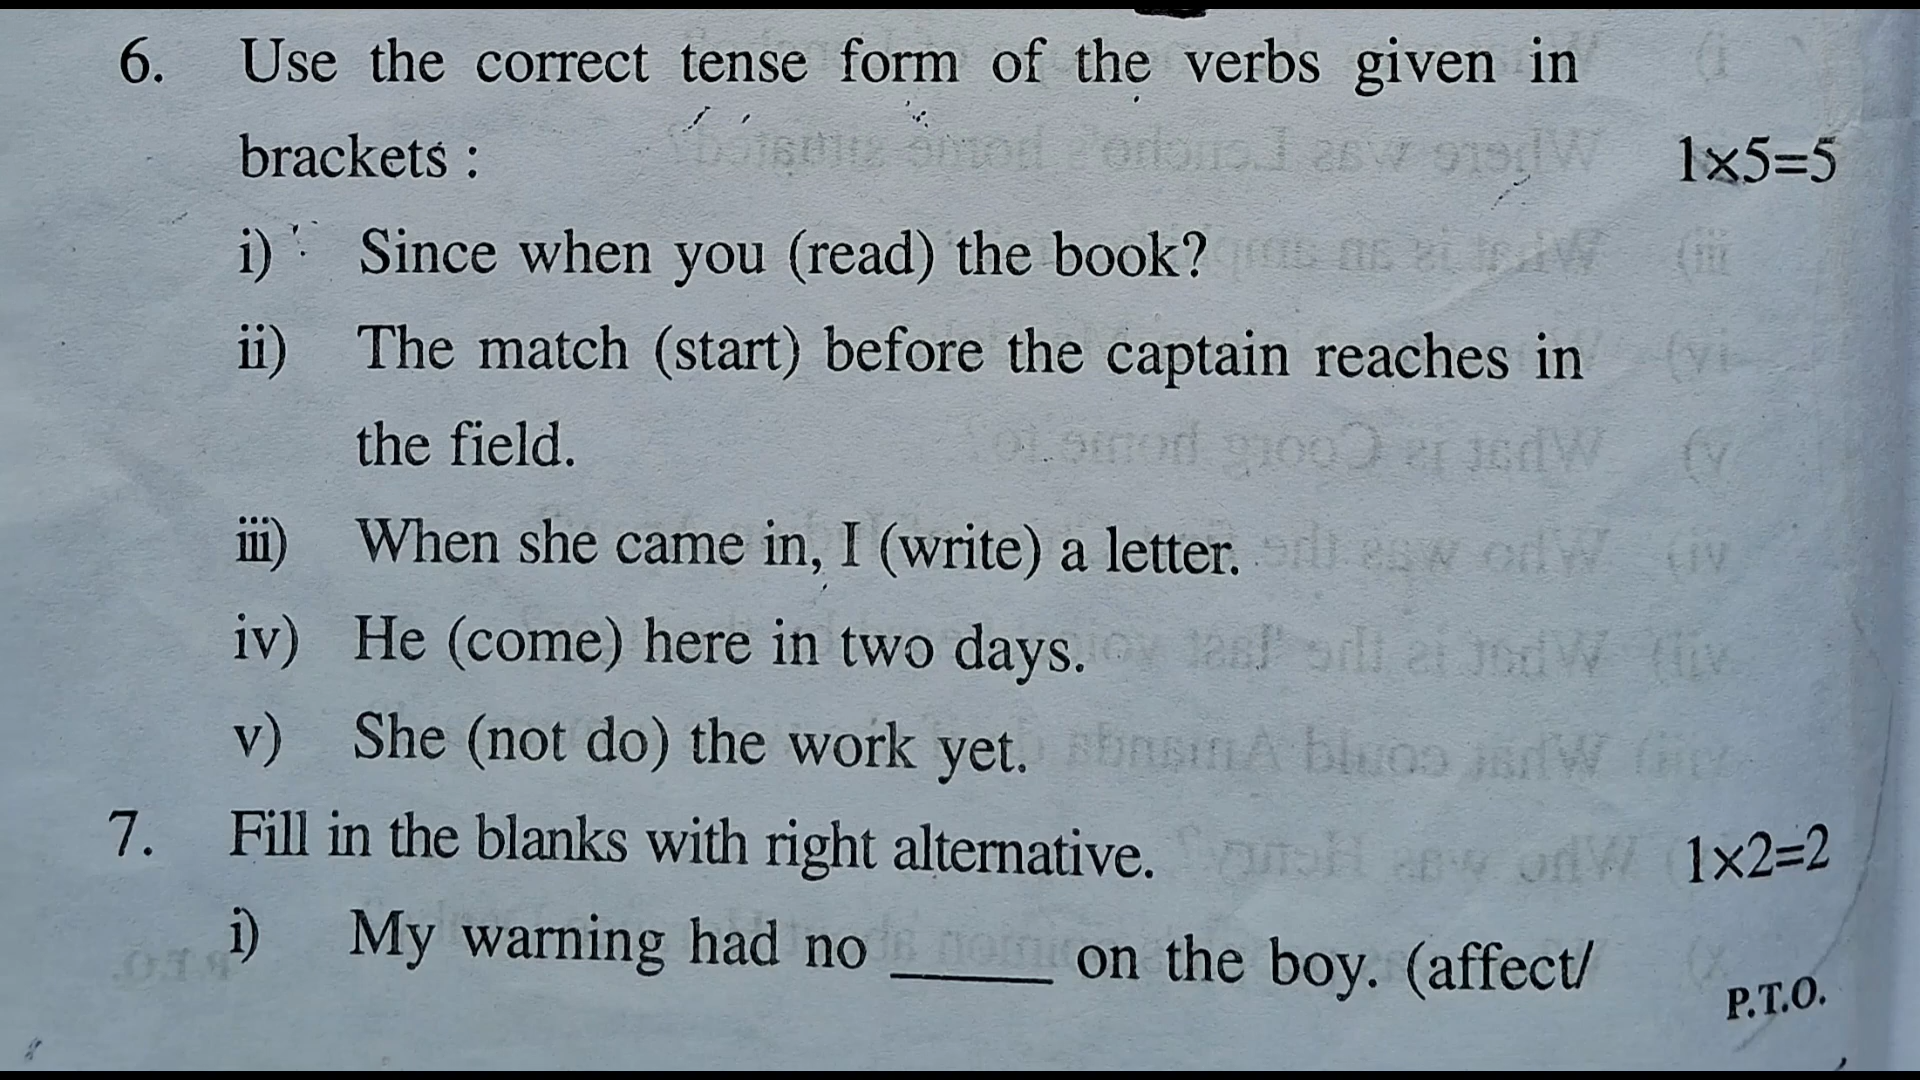 6. Use the correct tense form of the verbs given in
brackets : 1×5=5
i) Since when you (read) the book?
ii) The match (start) before the captain reaches in
the field.
iii) When she came in, I (write) a letter.
iv) He (come) here in two days.
v) She (not do) the work yet.
7. Fill in the blanks with right alternative. 1×2=2
i) My warning had no _____ on the boy. (affect/
P.T.O.